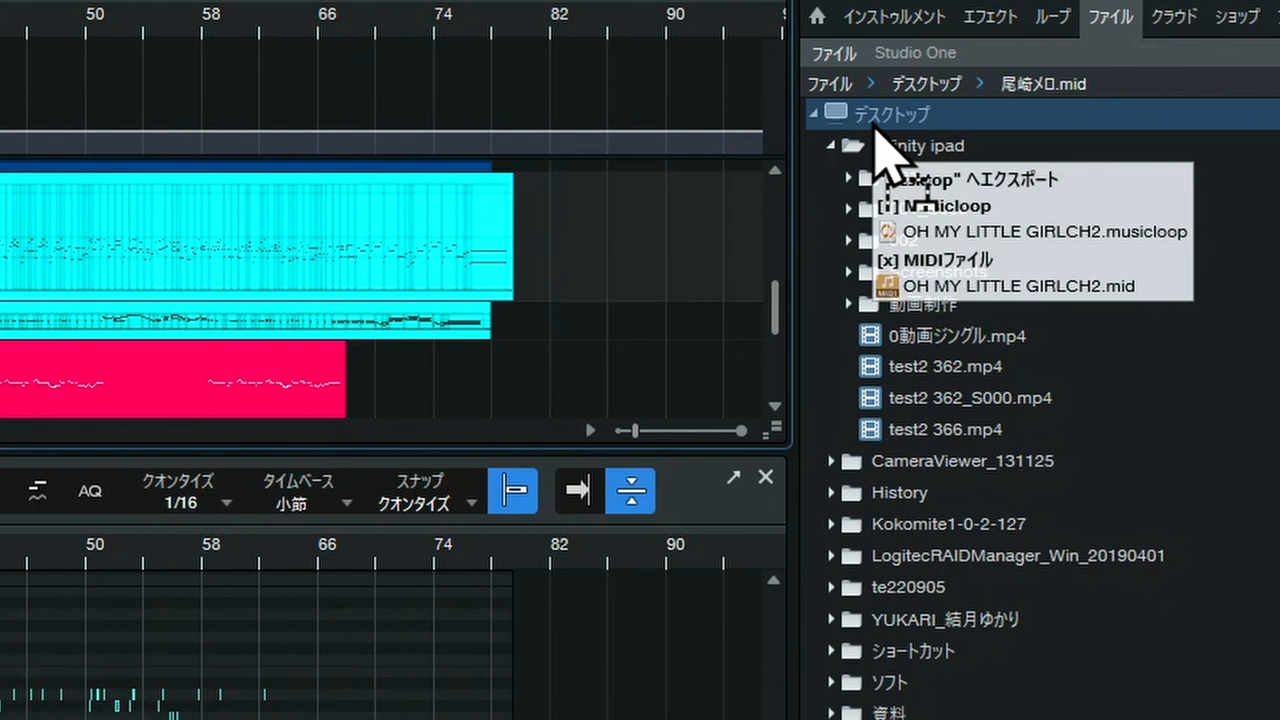 50 58 66 74 82 90
インストゥルメント エフェクト ループ ファイル クラウド ショップ
ファイル Studio One
ファイル > デスクトップ > 尾崎メロ.mid
デスクトップ
ipad
" へエクスポート
OH MY LITTLE GIRLCH2.musicloop
[x] MIDIファイル
OH MY LITTLE GIRLCH2.mid
動画制作
0動画ジングル.mp4
test2 362.mp4
test2 362_S000.mp4
test2 366.mp4
CameraViewer_131125
History
Kokomite1-0-2-127
LogitecRAIDManager_Win_20190401
te220905
YUKARI_結月ゆかり
ショートカット
ソフト
資料
AQ
クオンタイズ
1/16
タイムベース
小節
スナップ
クオンタイズ
50 58 66 74 82 90